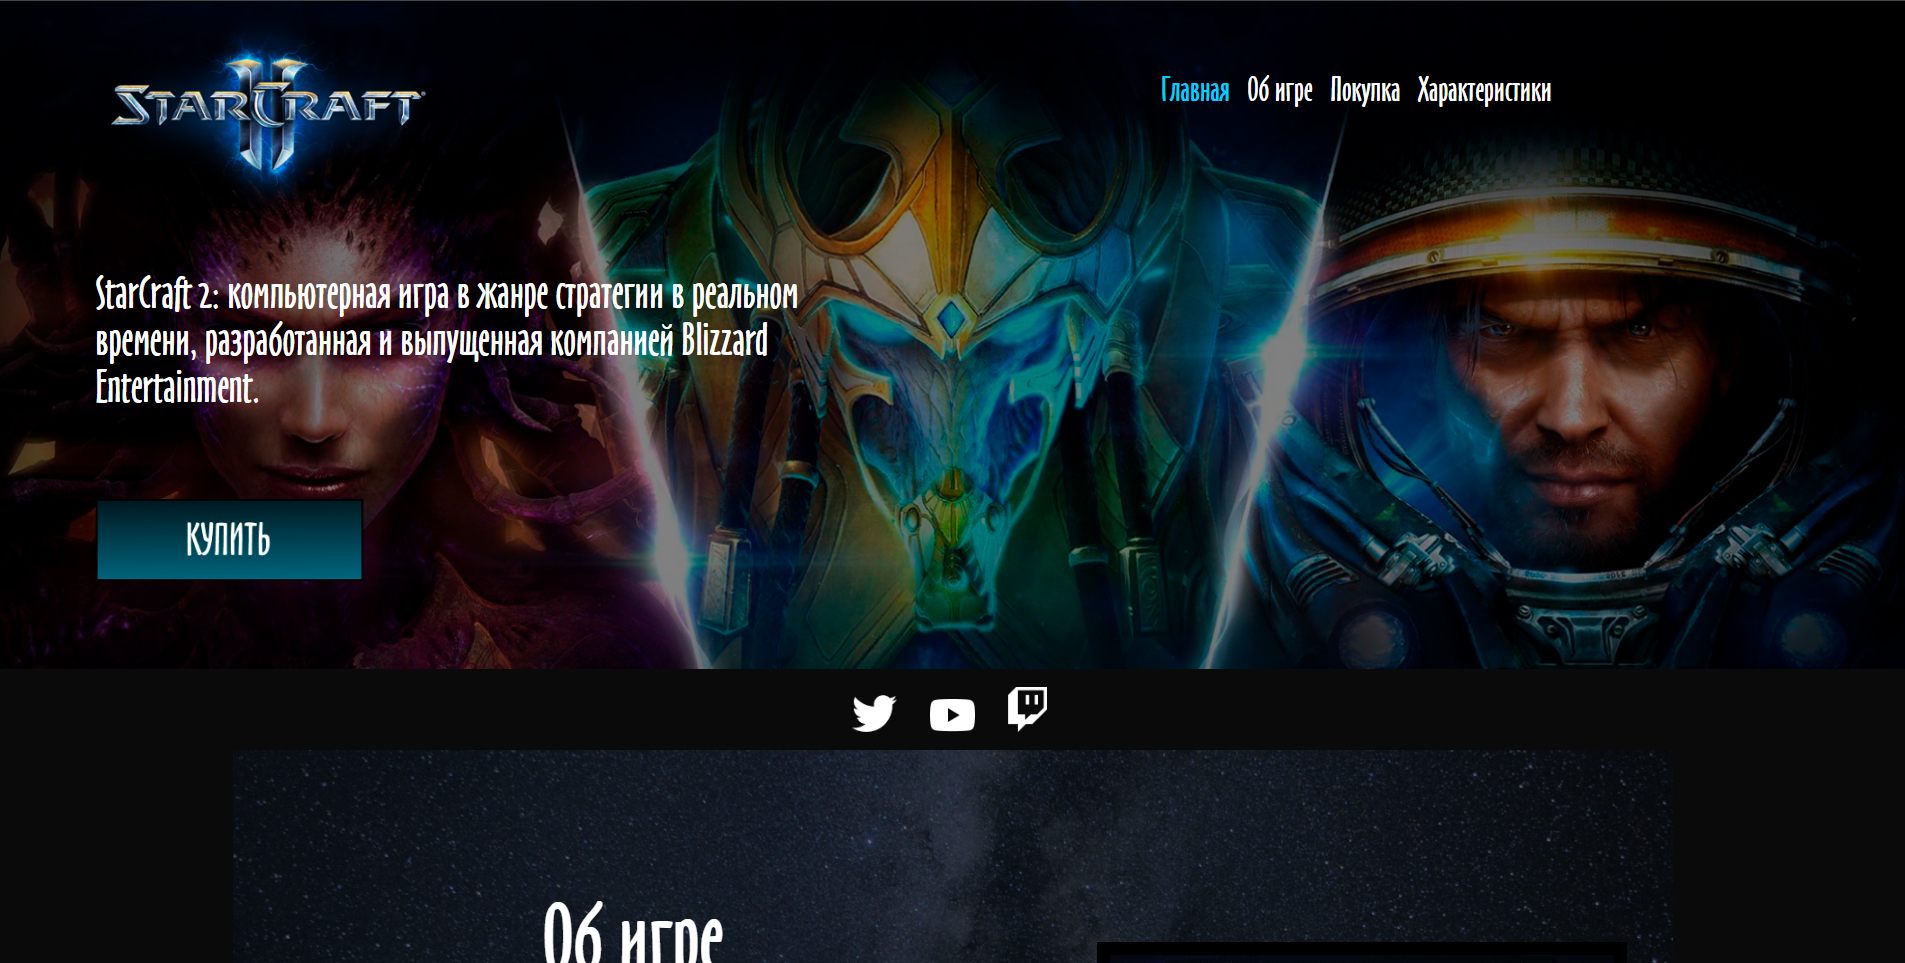 STARCRAFT II
Главная Об игре Покупка Характеристики
StarCraft 2: компьютерная игра в жанре стратегии в реальном
времени, разработанная и выпущенная компанией Blizzard
Entertainment.
КУПИТЬ
Об игре